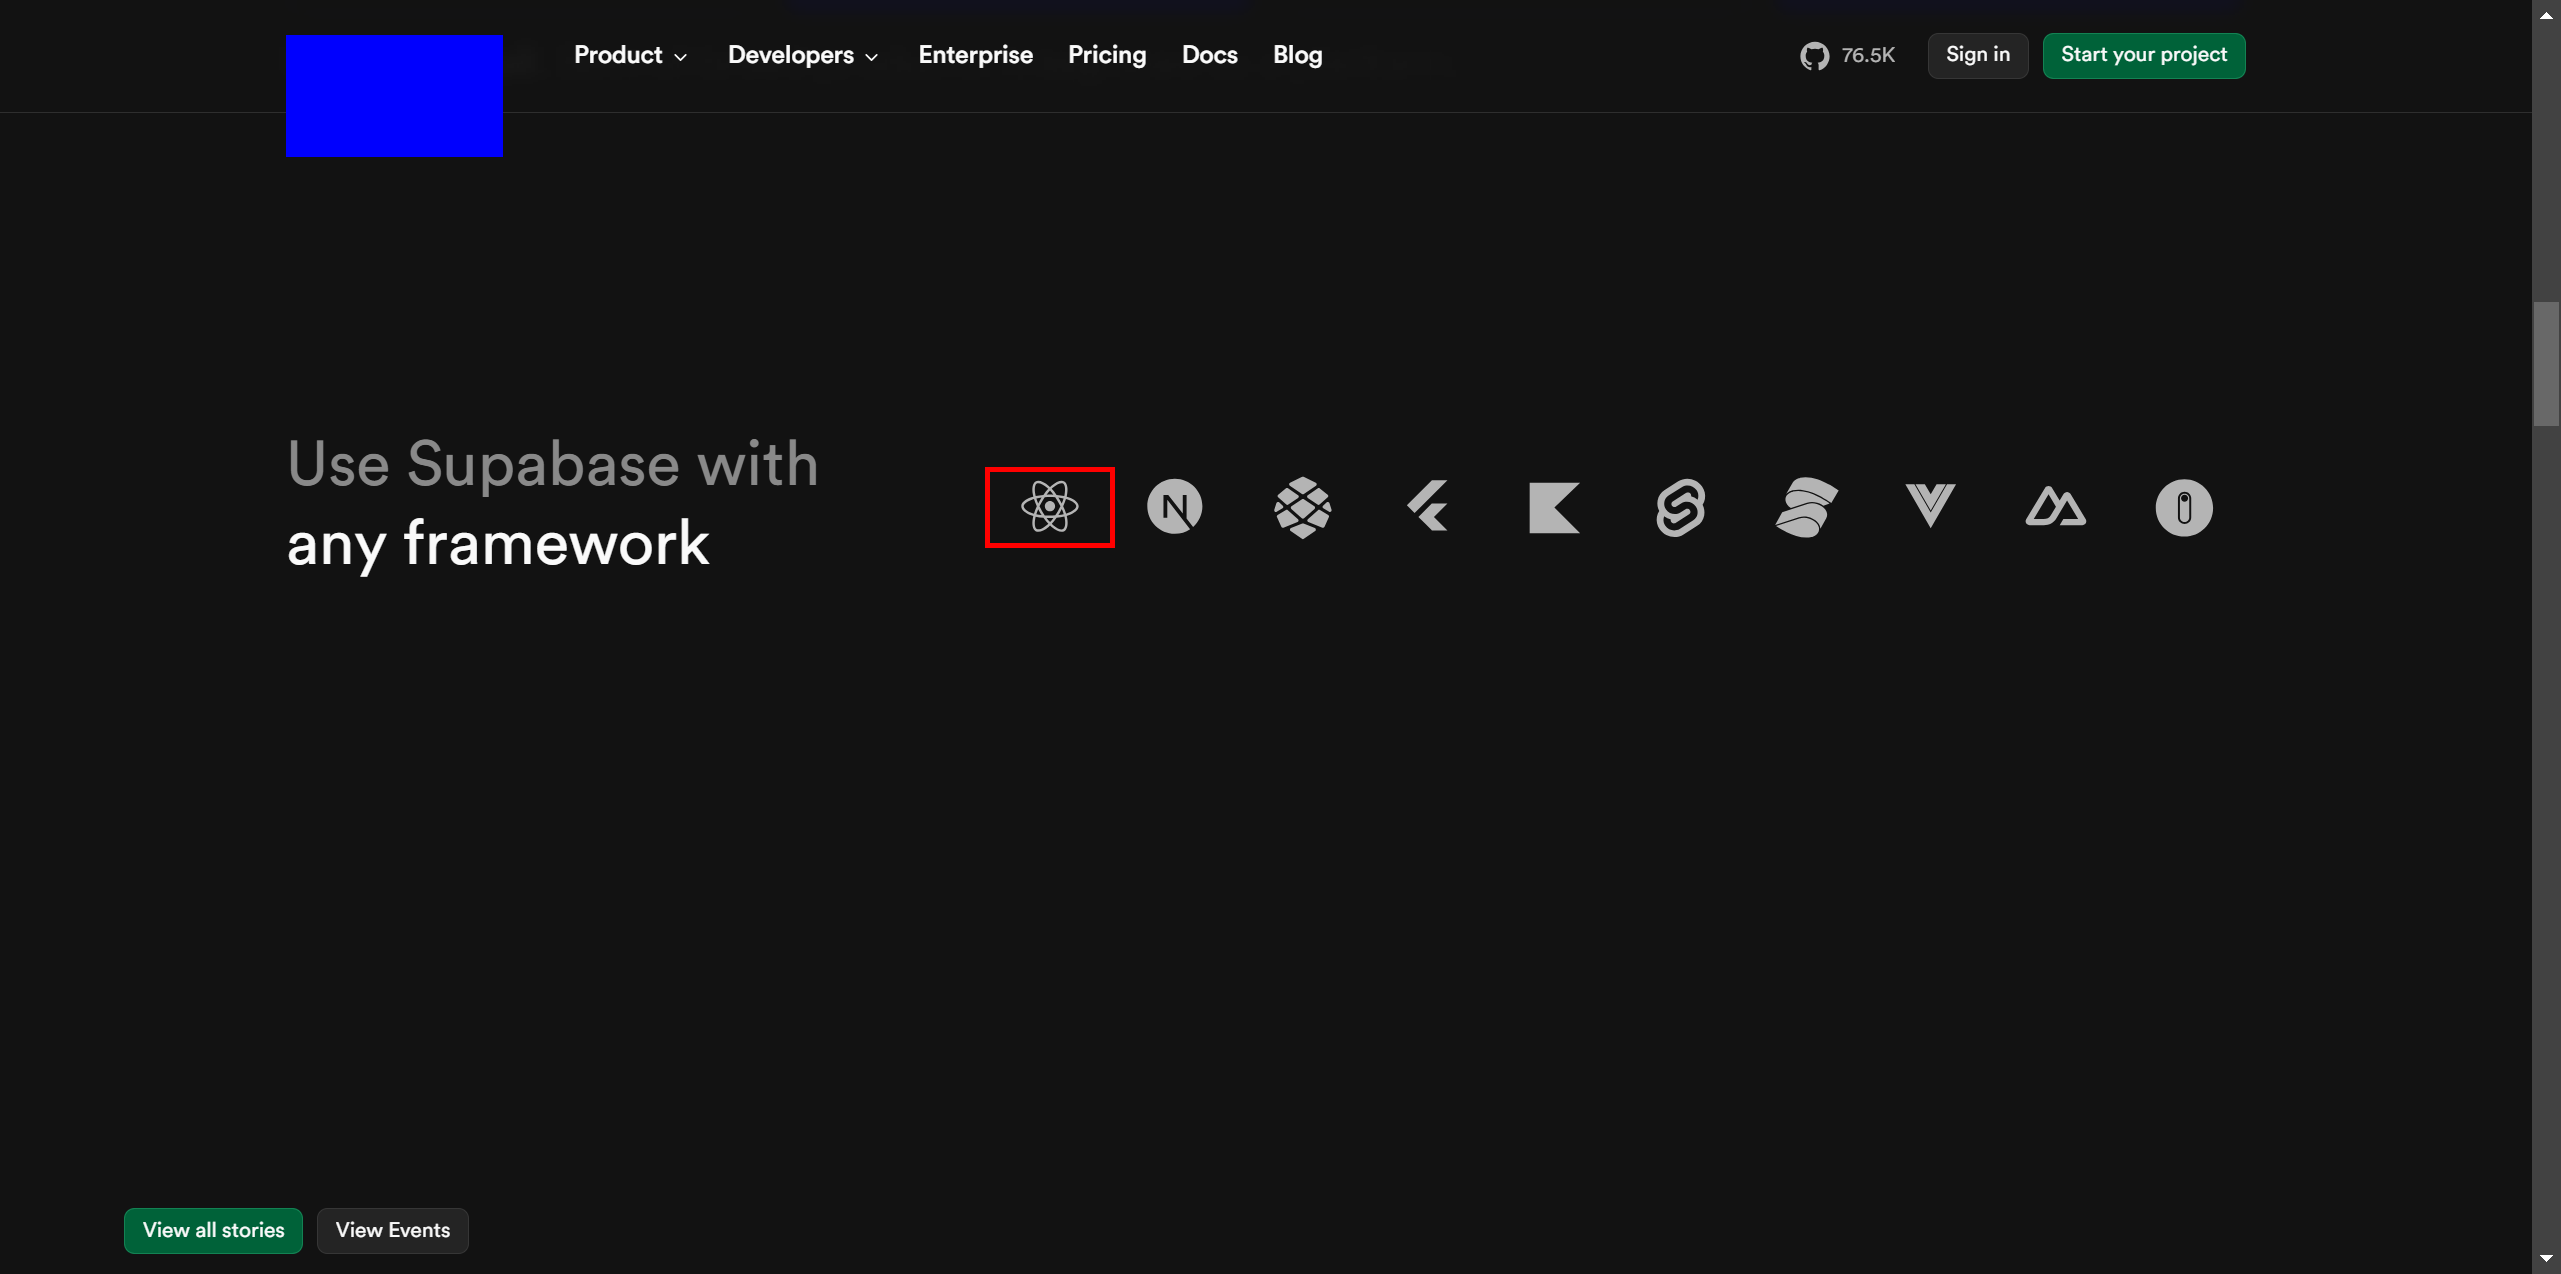 Product Developers Enterprise Pricing Docs Blog 76.5K Sign in Start your project
Use Supabase with
any framework
View all stories View Events